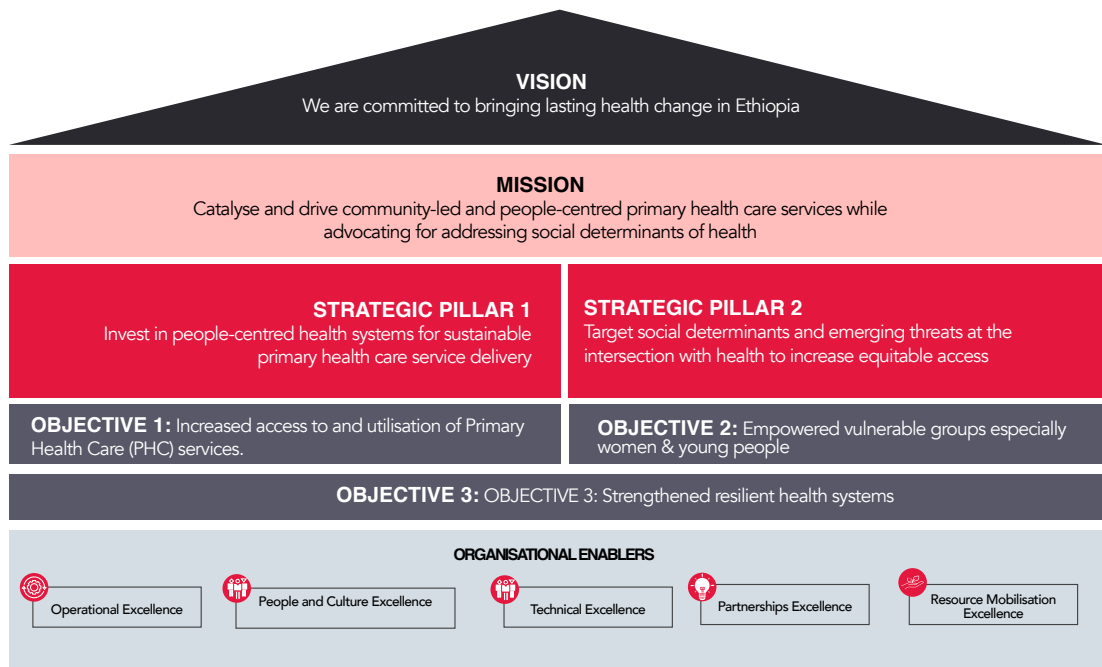 VISION
We are committed to bringing lasting health change in Ethiopia
MISSION
Catalyse and drive community-led and people-centred primary health care services while
advocating for addressing social determinants of health
STRATEGIC PILLAR 1
Invest in people-centred health systems for sustainable
primary health care service delivery
STRATEGIC PILLAR 2
Target social determinants and emerging threats at the
intersection with health to increase equitable access
OBJECTIVE 1: Increased access to and utilisation of Primary
Health Care (PHC) services.
OBJECTIVE 2: Empowered vulnerable groups especially
women & young people
OBJECTIVE 3: OBJECTIVE 3: Strengthened resilient health systems
ORGANISATIONAL ENABLERS
Operational Excellence
People and Culture Excellence
Technical Excellence
Partnerships Excellence
Resource Mobilisation
Excellence